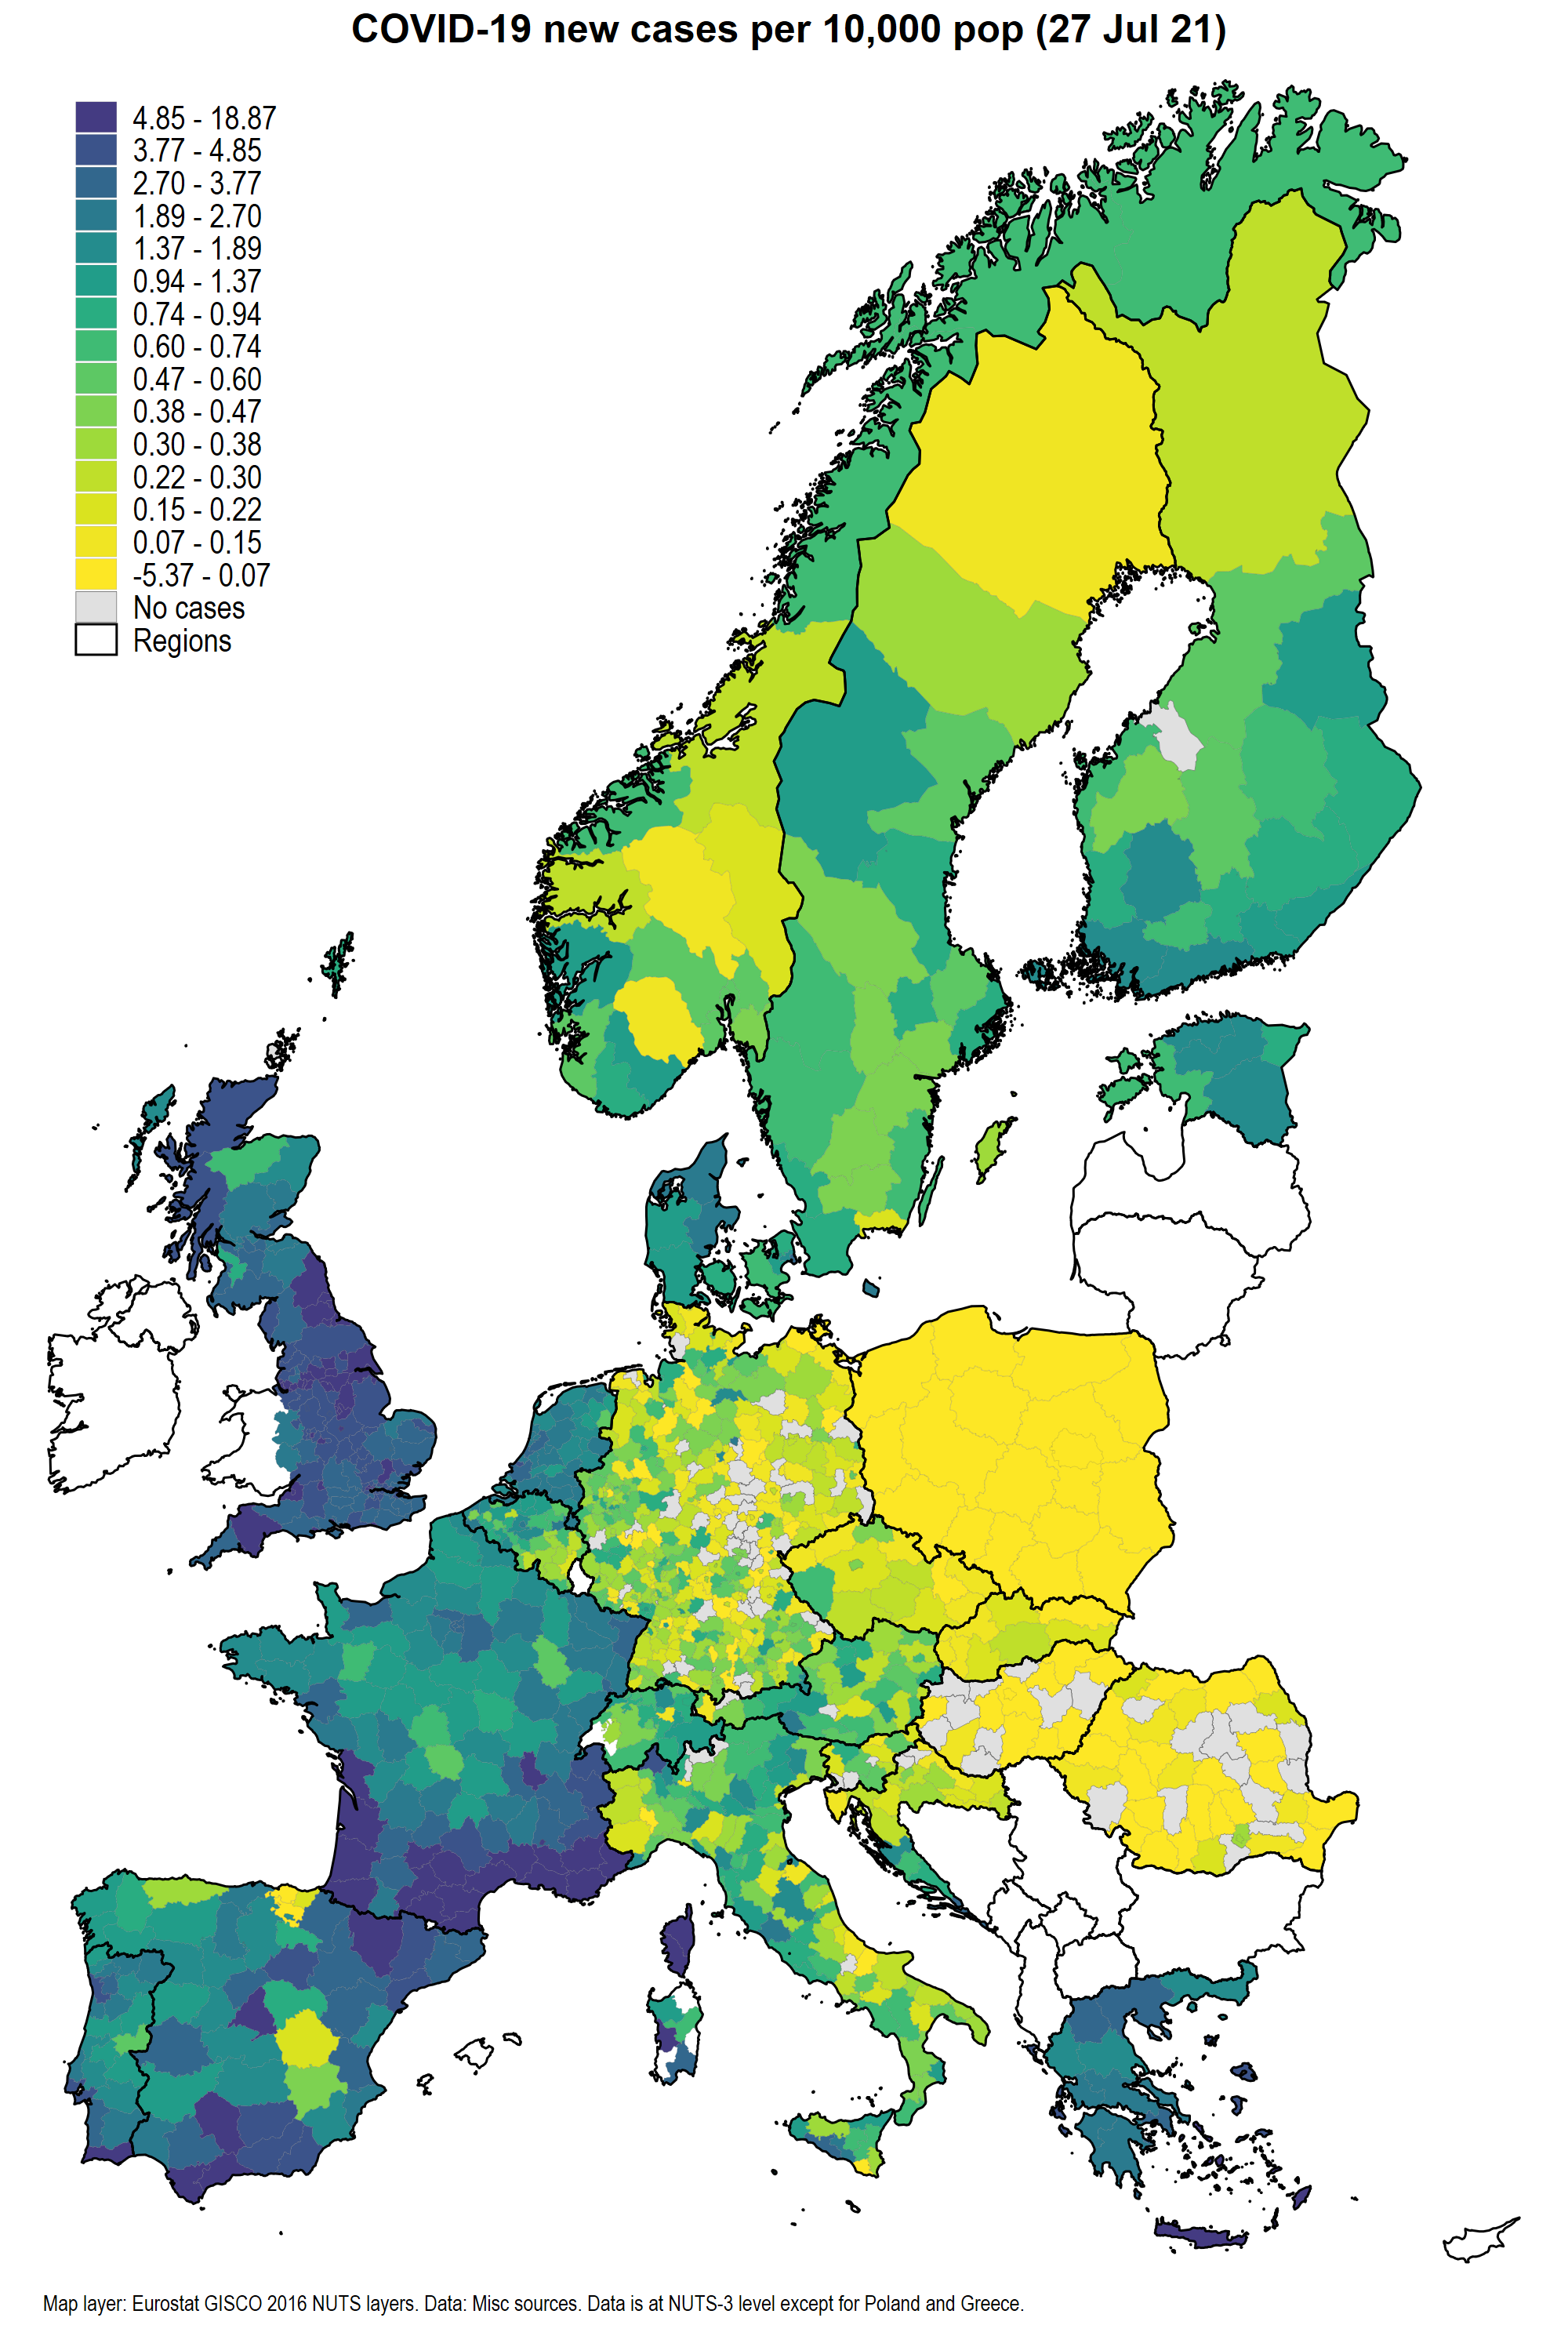 COVID-19 new cases per 10,000 pop (27 Jul 21)
4.85 - 18.87
3.77 - 4.85
2.70 - 3.77
1.89 - 2.70
1.37 - 1.89
0.94 - 1.37
0.74 - 0.94
0.60 - 0.74
0.47 - 0.60
0.38 - 0.47
0.30 - 0.38
0.22 - 0.30
0.15 - 0.22
0.07 - 0.15
-5.37 - 0.07
No cases
Regions
Map layer: Eurostat GISCO 2016 NUTS layers. Data: Misc sources. Data is at NUTS-3 level except for Poland and Greece.